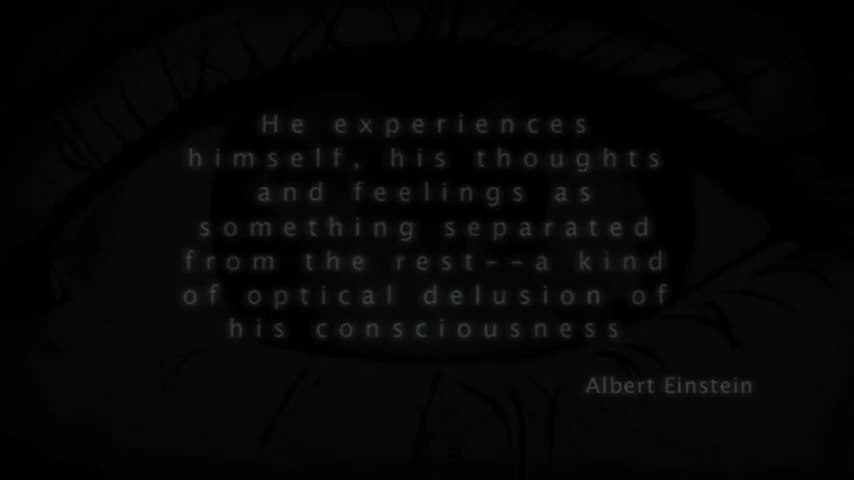 He experiences
himself, his thoughts
and feelings as
something separated
from the rest--a kind
of optical delusion of
his consciousness
Albert Einstein